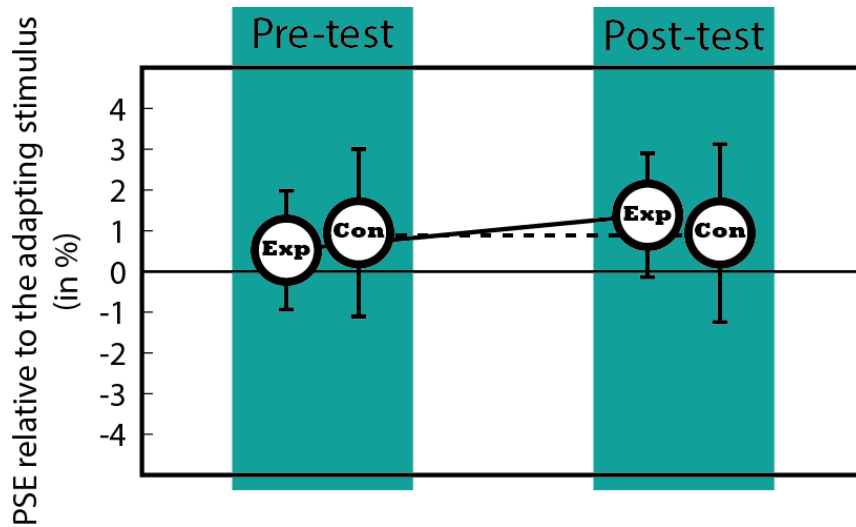 Pre-test
Post-test
PSE relative to the adapting stimulus
(in %)
4
3
2
1
0
-1
-2
-3
-4
Exp
Con
Exp
Con